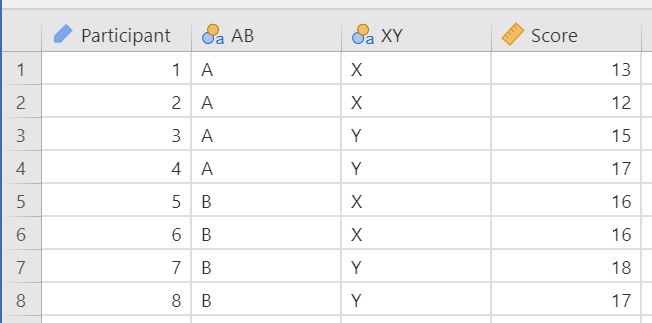 Participant AB XY Score
1 1 A X 13
2 2 A X 12
3 3 A Y 15
4 4 A Y 17
5 5 B X 16
6 6 B X 16
7 7 B Y 18
8 8 B Y 17